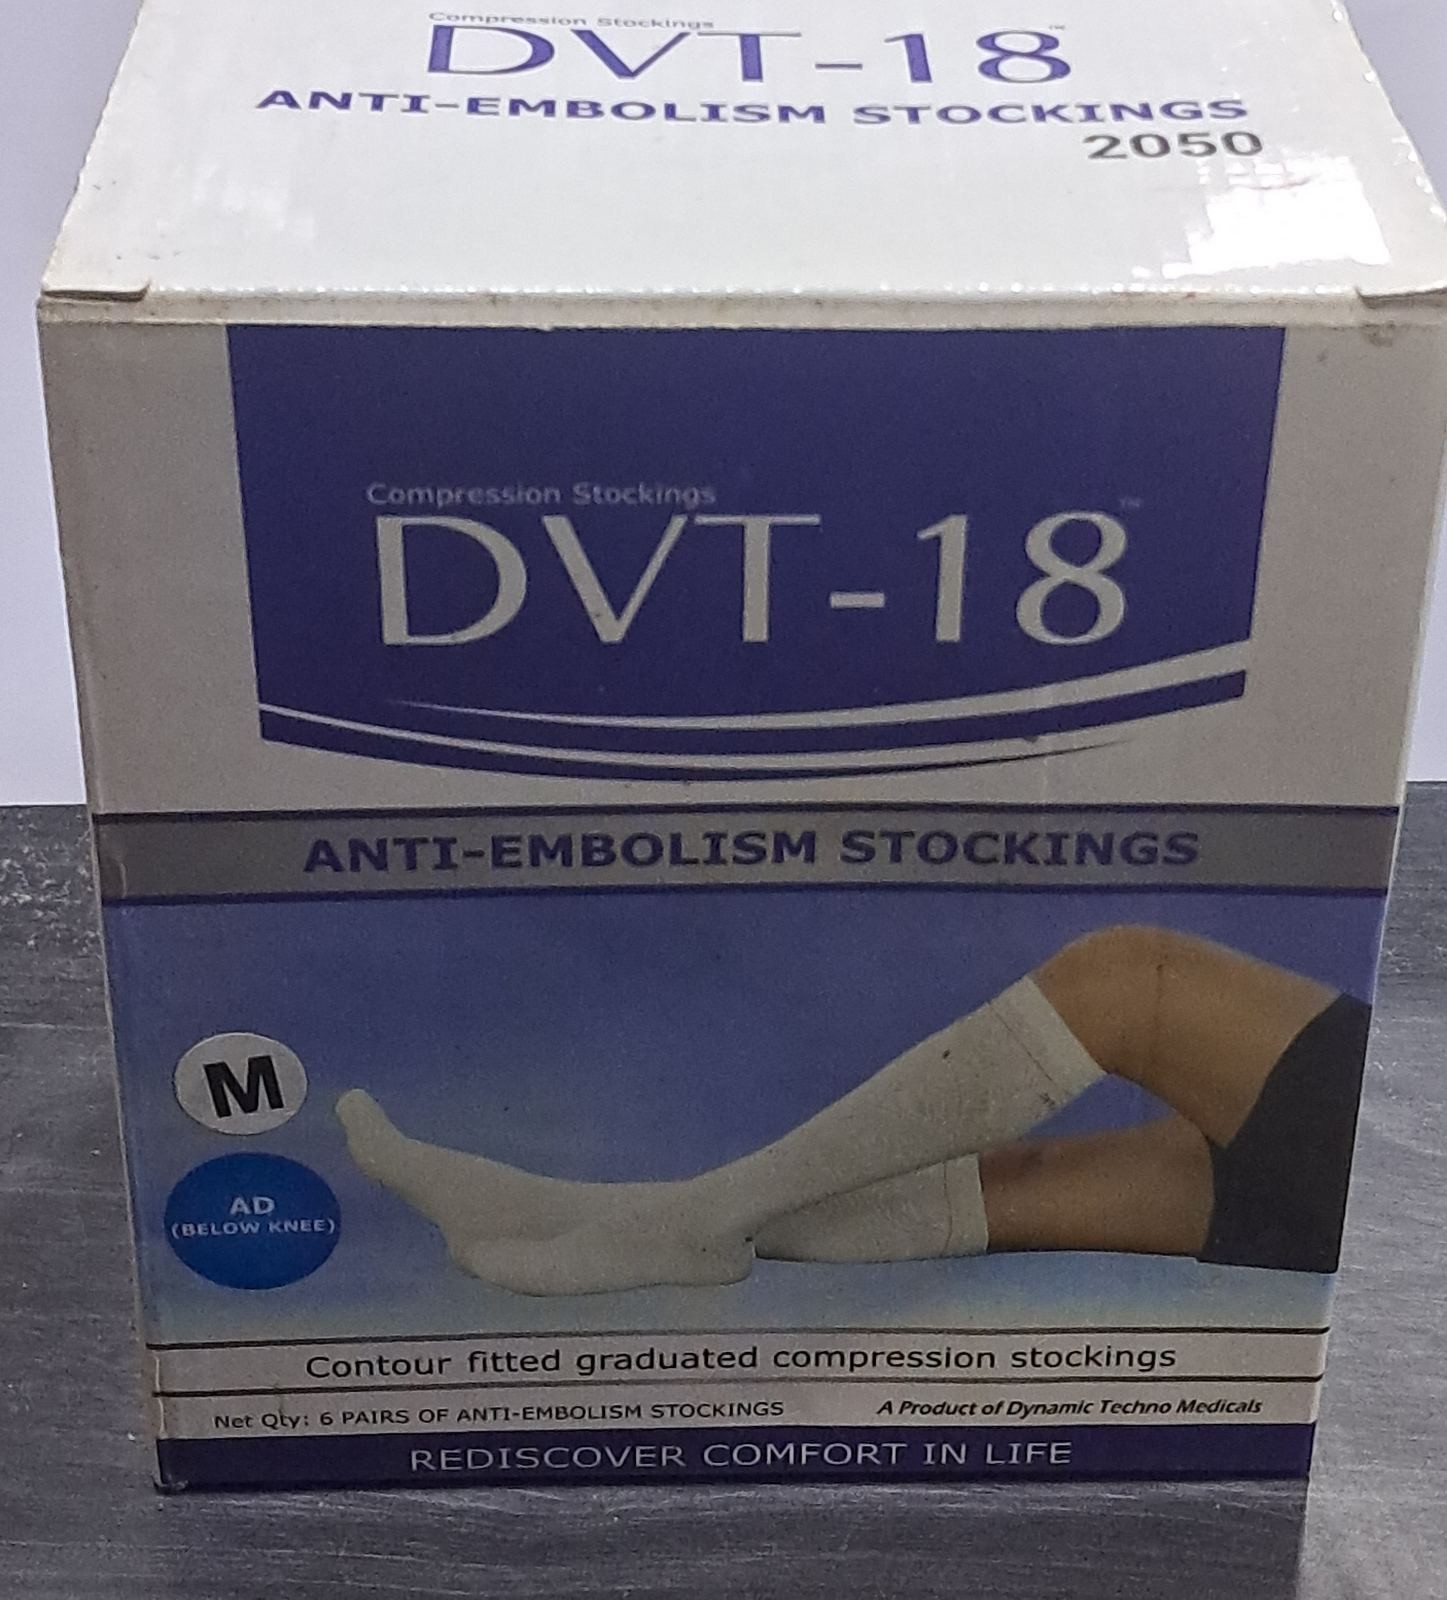 Compression Stockings
DVT-18™
ANTI-EMBOLISM STOCKINGS
2050
Compression Stockings
DVT-18™
ANTI-EMBOLISM STOCKINGS
M
AD
(BELOW KNEE)
Contour fitted graduated compression stockings
Net Qty: 6 PAIRS OF ANTI-EMBOLISM STOCKINGS
A Product of Dynamic Techno Medicals
REDISCOVER COMFORT IN LIFE